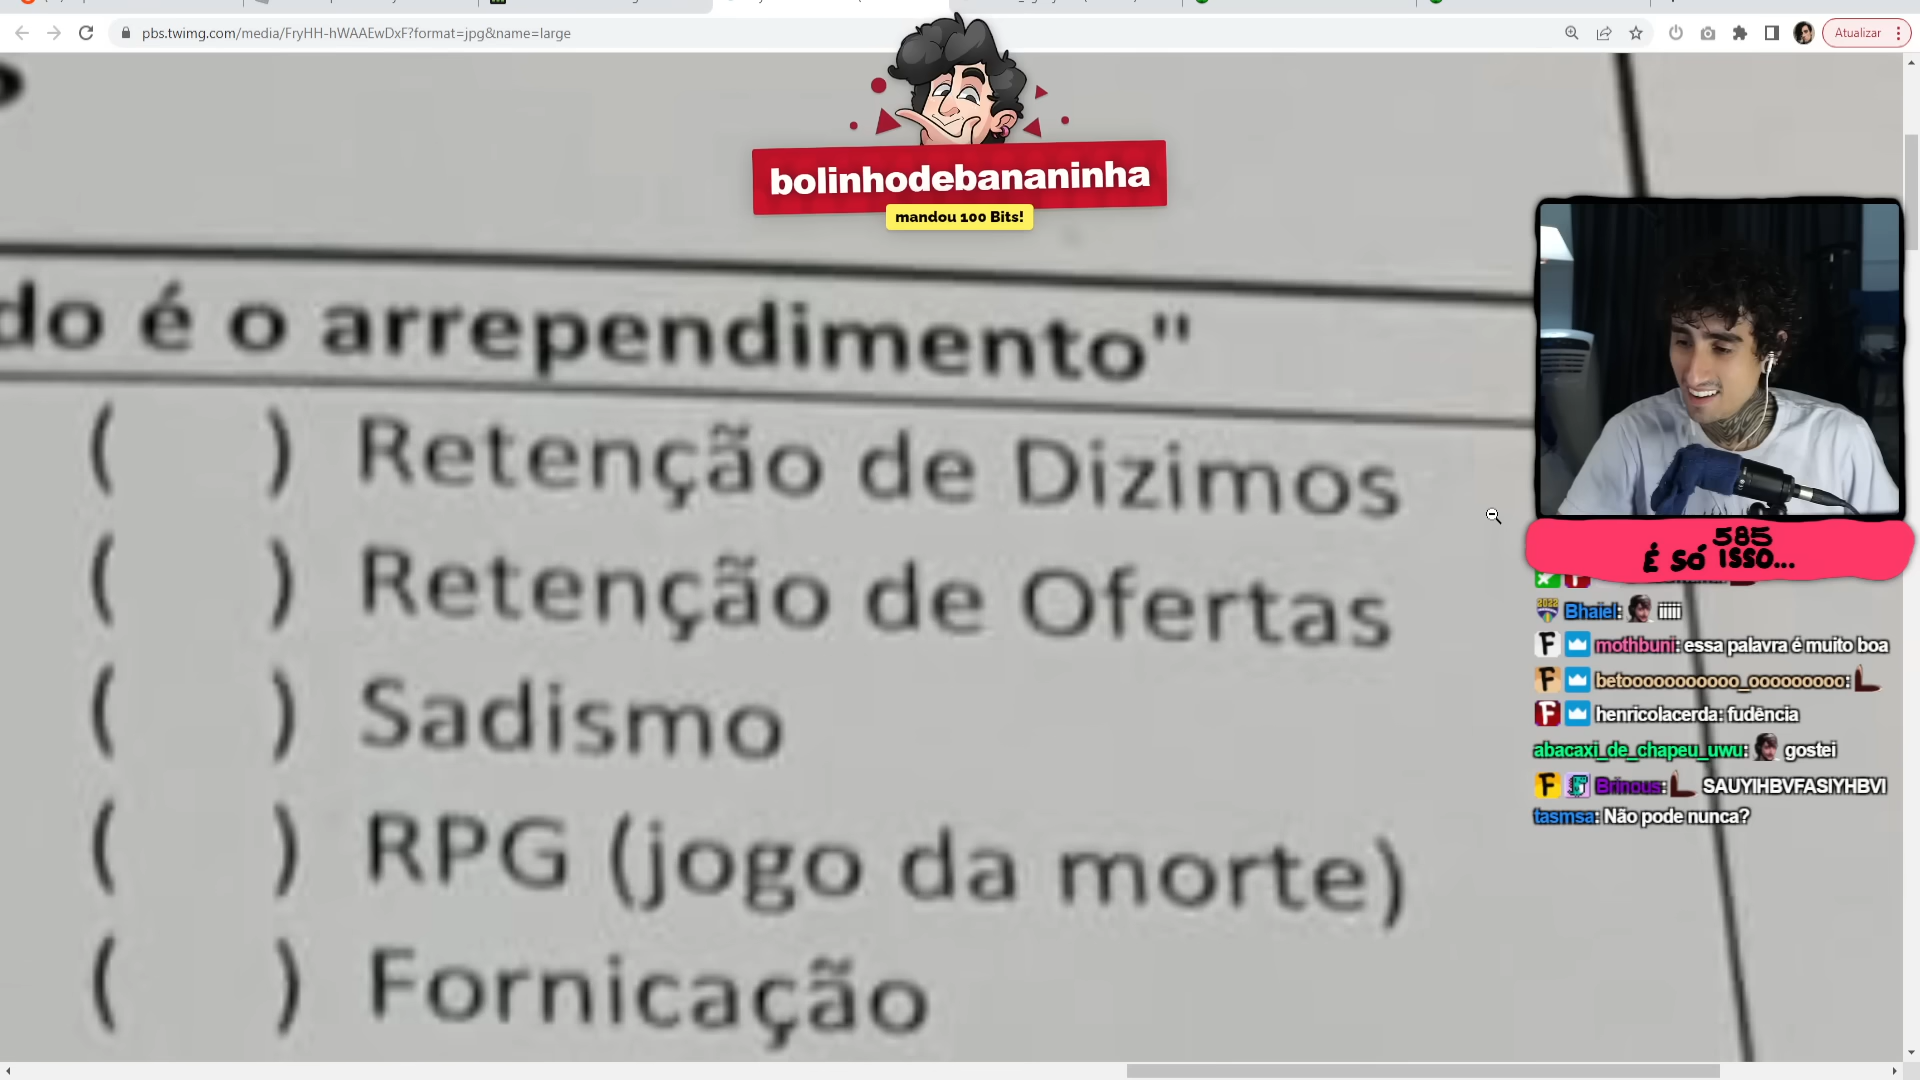 pbs.twimg.com/media/FryHH-hWAAEwDxF?format=jpg&name=large
Atualizar
bolinhodebananinha
mandou 100 Bits!
do é o arrependimento"
( ) Retenção de Dizimos
( ) Retenção de Ofertas
( ) Sadismo
( ) RPG (jogo da morte)
( ) Fornicação
585
É SÓ ISSO...
Bhaiel: iiiii
mothbuni: essa palavra é muito boa
betooooooooooo_ooooooooo:
henricolacerda: fudência
abacaxi_de_chapeu_uwu: gostei
Brinous: SAUYIHBVFASIYHBVI
tasmsa: Não pode nunca?